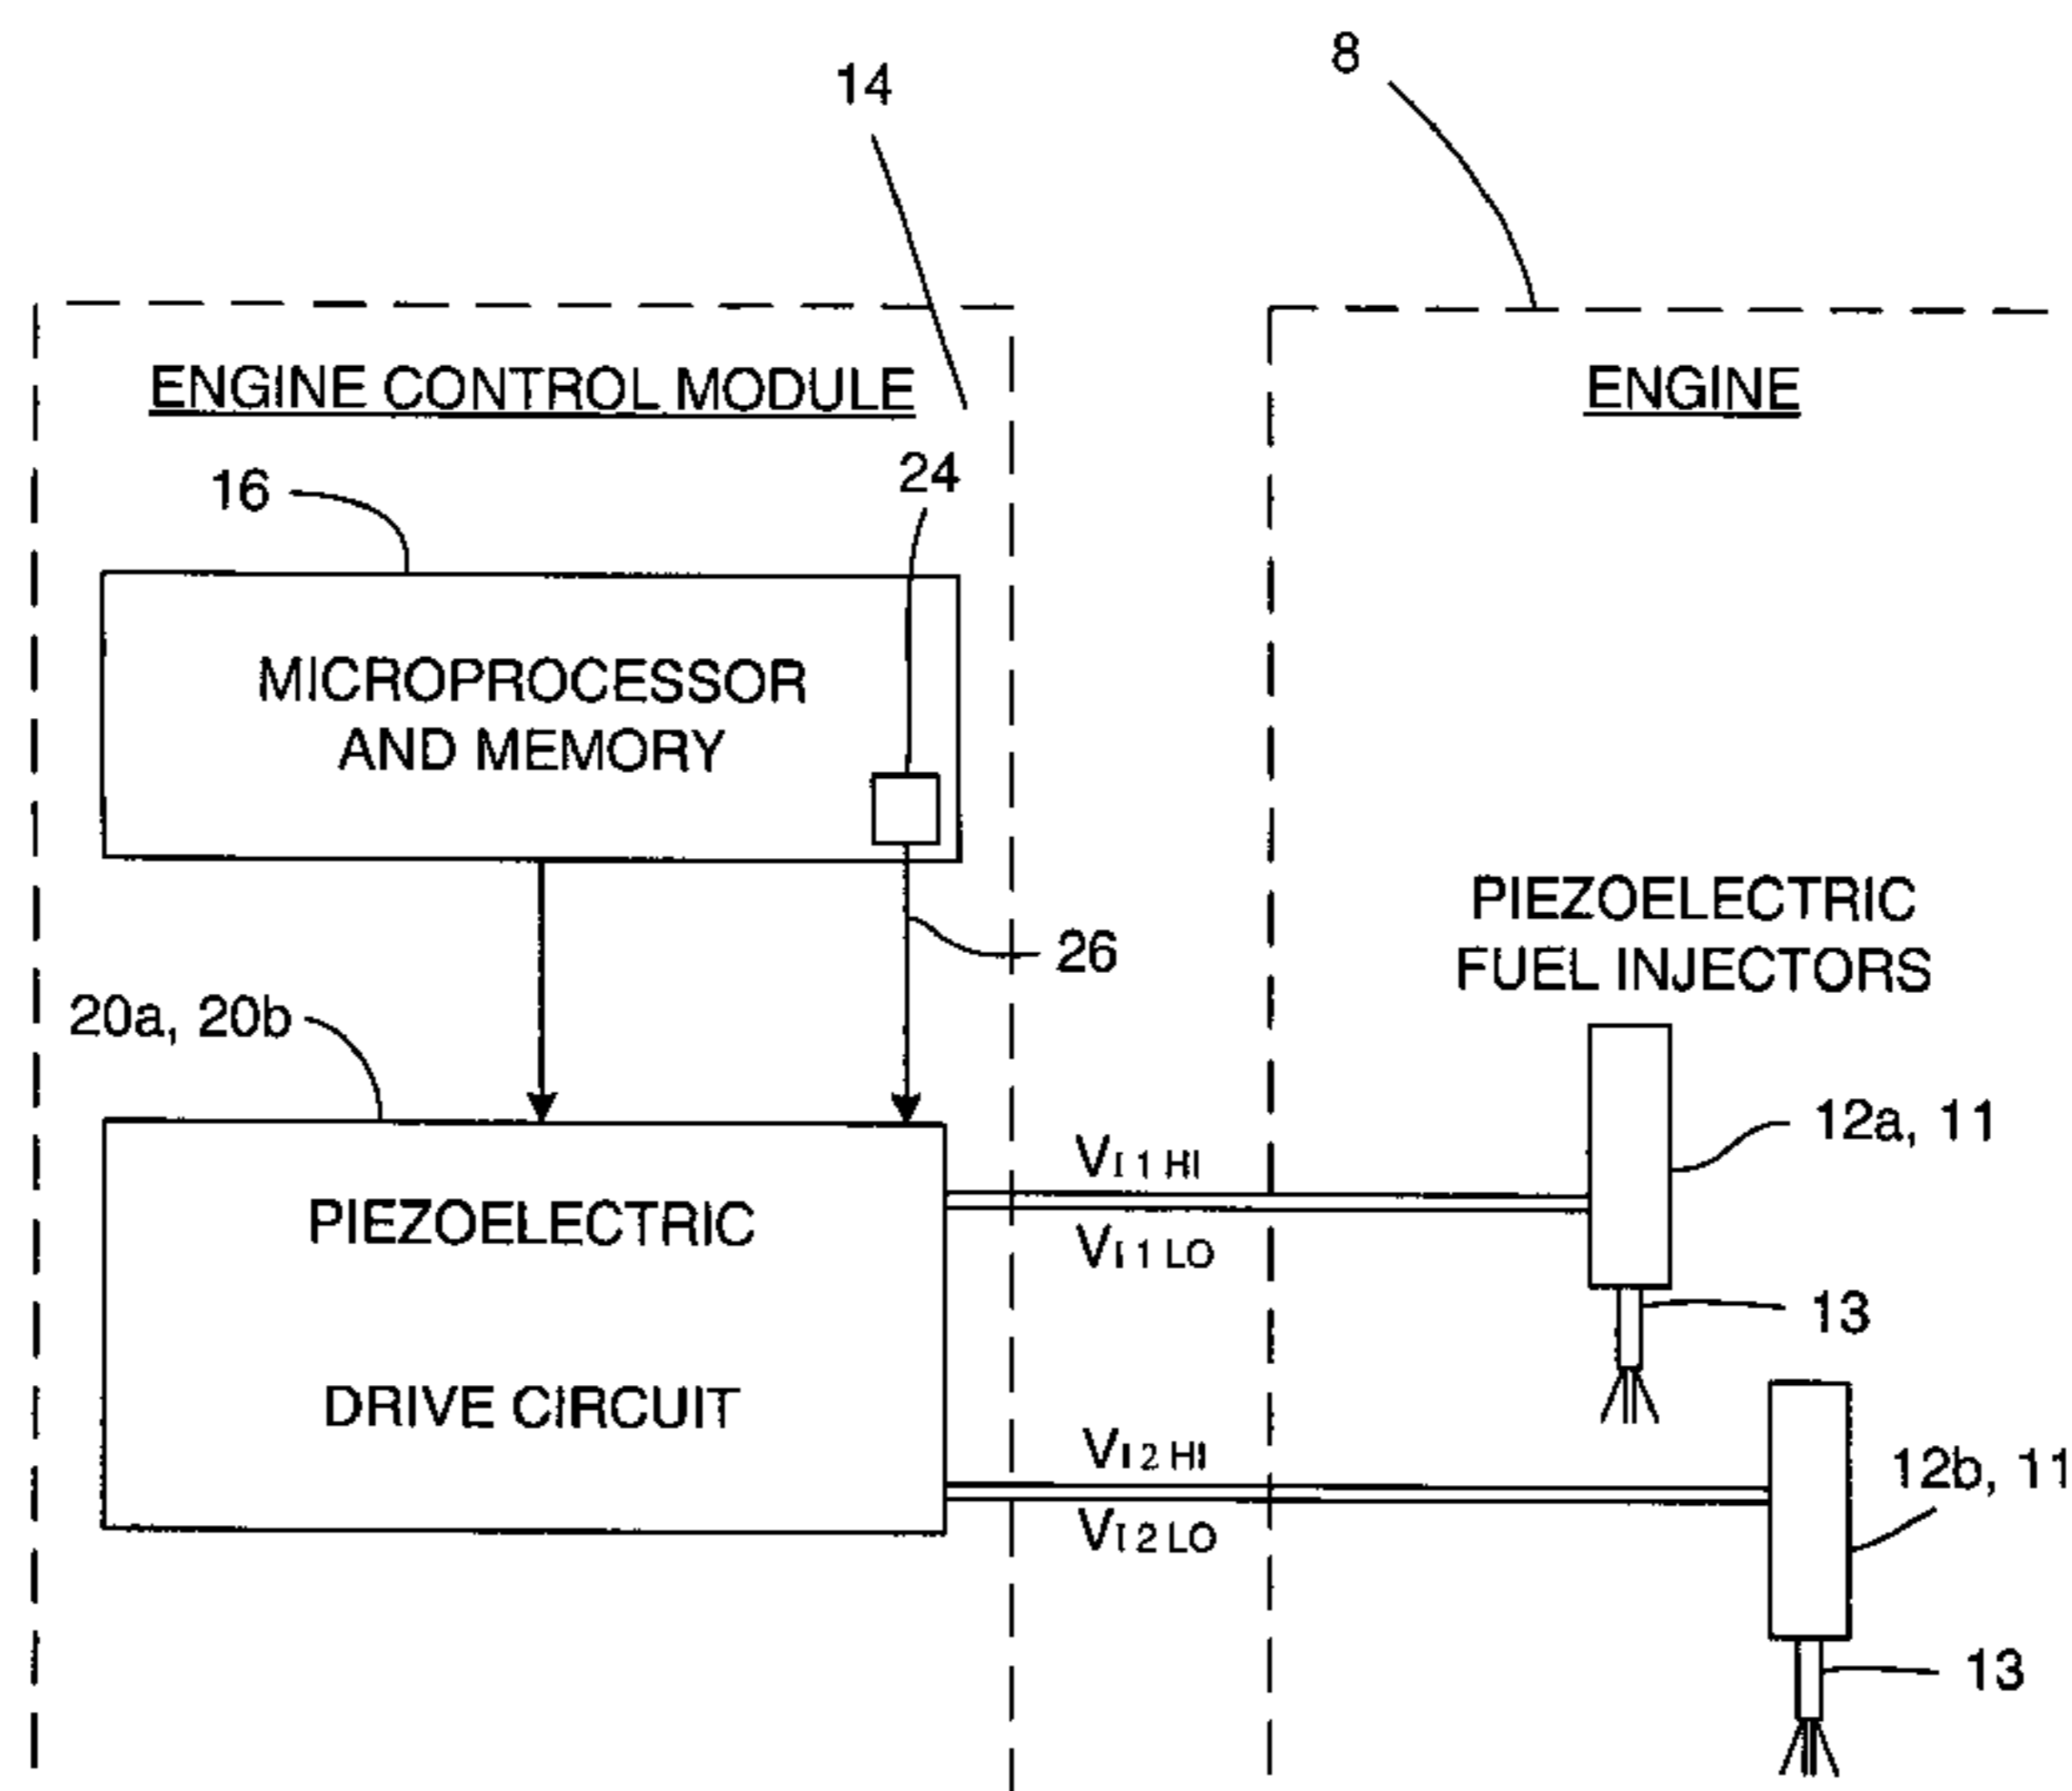 14
8
ENGINE CONTROL MODULE
ENGINE
16
24
MICROPROCESSOR
AND MEMORY
PIEZOELECTRIC
FUEL INJECTORS
26
20a, 20b
12a, 11
VI 1 HI
PIEZOELECTRIC
VI 1 LO
13
DRIVE CIRCUIT
VI 2 HI
12b, 11
VI 2 LO
13